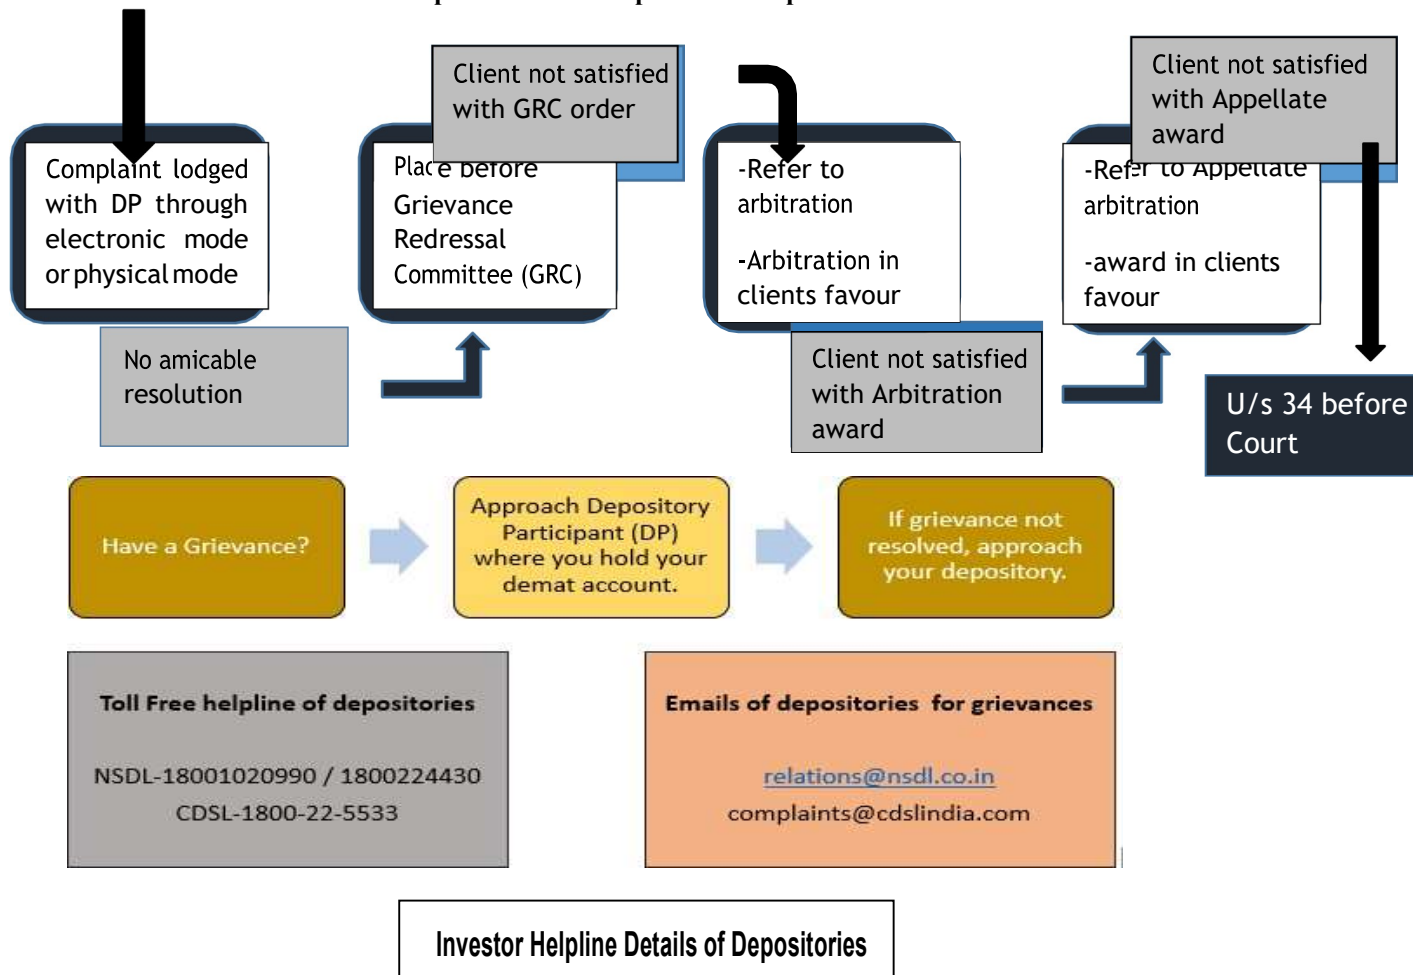 Client not satisfied
with GRC order
Client not satisfied
with Appellate
award
Complaint lodged
with DP through
electronic mode
or physical mode
Place before
Grievance
Redressal
Committee (GRC)
-Refer to
arbitration
-Arbitration in
clients favour
-Refer to Appellate
arbitration
-award in clients
favour
No amicable
resolution
Client not satisfied
with Arbitration
award
U/s 34 before
Court
Have a Grievance?
Approach Depository
Participant (DP)
where you hold your
demat account.
If grievance not
resolved, approach
your depository.
Toll Free helpline of depositories
NSDL-18001020990 / 1800224430
CDSL-1800-22-5533
Emails of depositories for grievances
relations@nsdl.co.in
complaints@cdslindia.com
Investor Helpline Details of Depositories